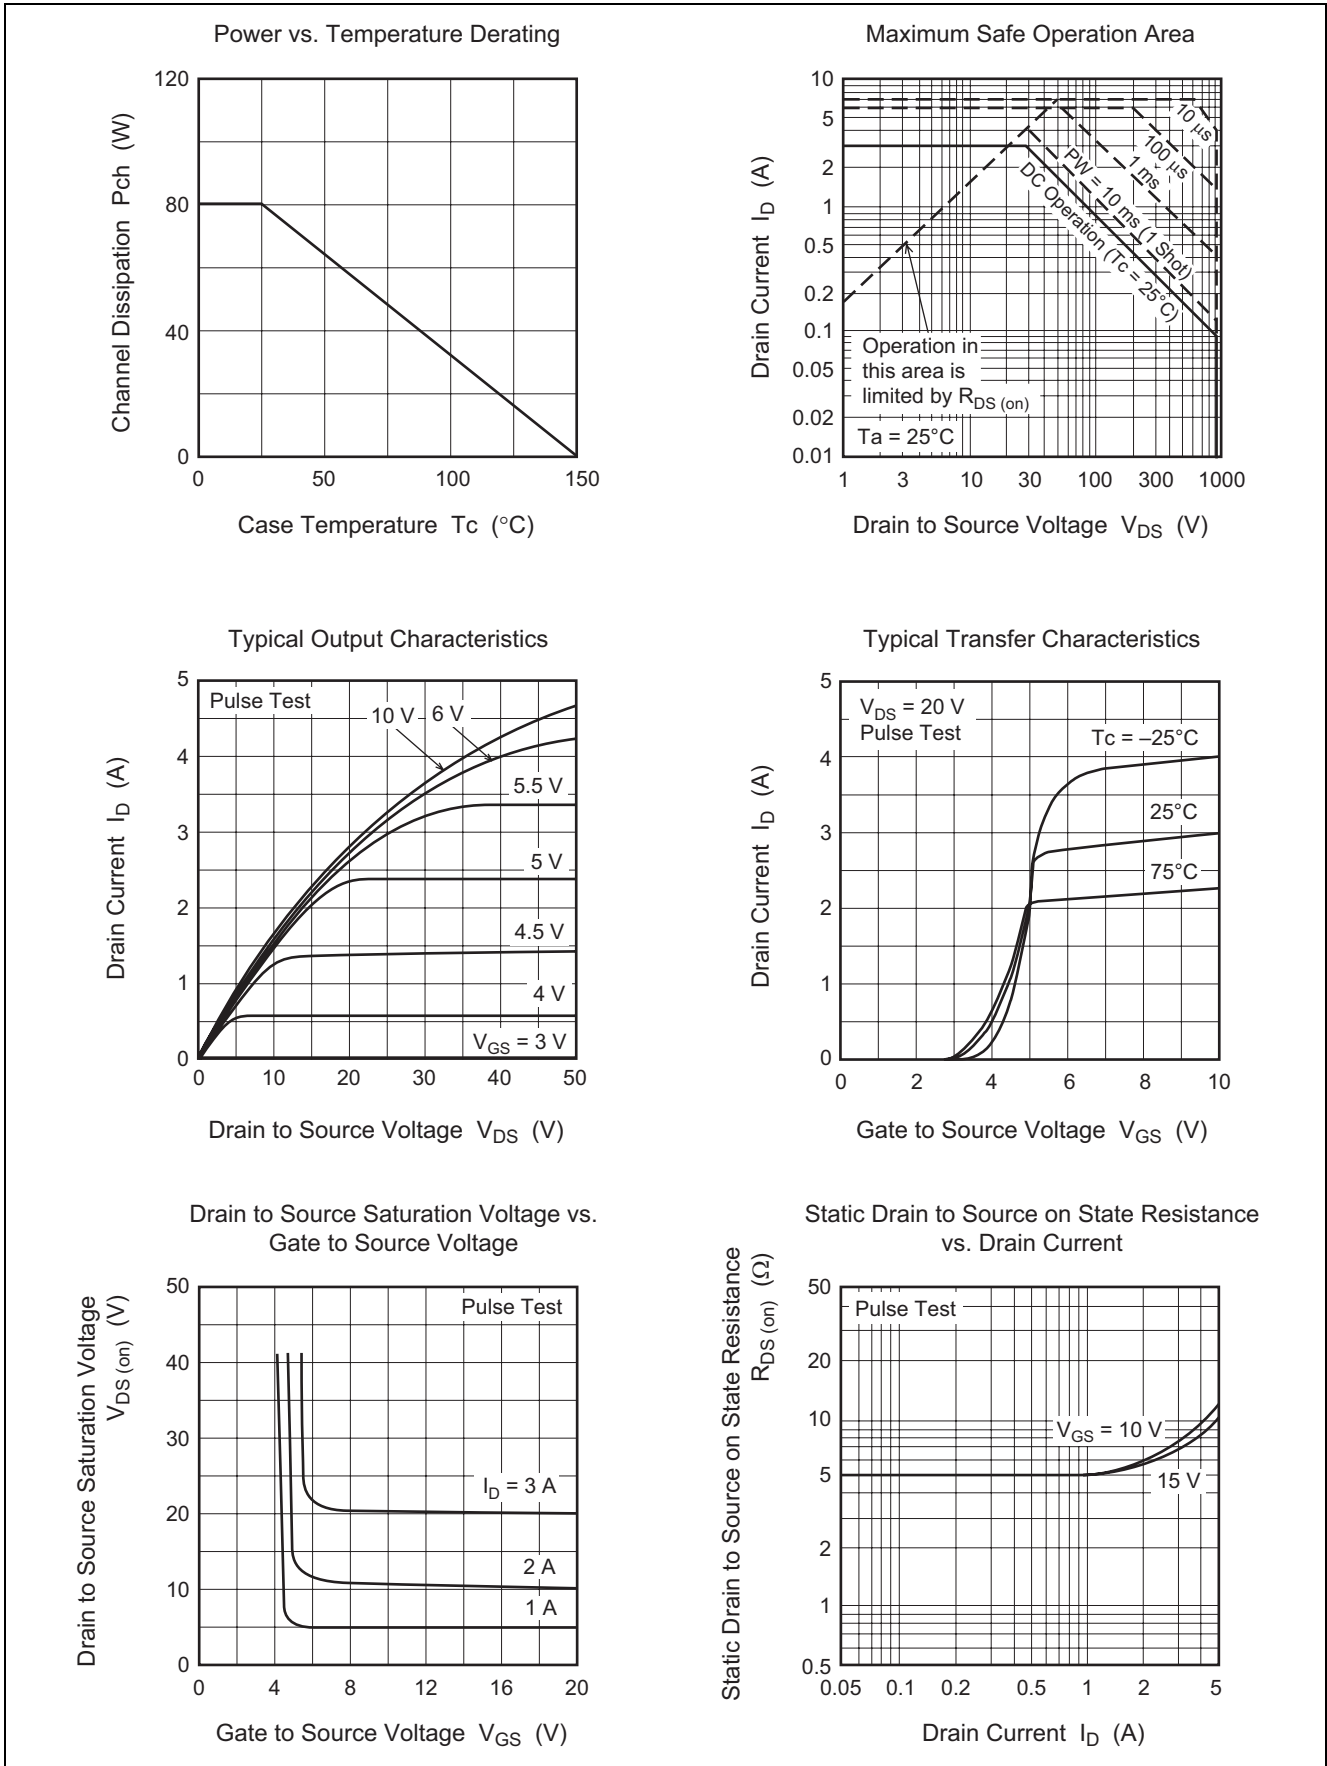 Power vs. Temperature Derating
Channel Dissipation Pch (W)
120
80
40
0
0 50 100 150
Case Temperature Tc (°C)
Maximum Safe Operation Area
Drain Current ID (A)
10
5
2
1
0.5
0.2
0.1
0.05
0.02
0.01
10 μs
100 μs
1 ms
PW = 10 ms (1 Shot)
DC Operation (Tc = 25°C)
Operation in
this area is
limited by RDS (on)
Ta = 25°C
1 3 10 30 100 300 1000
Drain to Source Voltage VDS (V)
Typical Output Characteristics
Drain Current ID (A)
5
4
3
2
1
0
Pulse Test
10 V 6 V
5.5 V
5 V
4.5 V
4 V
VGS = 3 V
0 10 20 30 40 50
Drain to Source Voltage VDS (V)
Typical Transfer Characteristics
Drain Current ID (A)
5
4
3
2
1
0
VDS = 20 V
Pulse Test
Tc = –25°C
25°C
75°C
0 2 4 6 8 10
Gate to Source Voltage VGS (V)
Drain to Source Saturation Voltage vs.
Gate to Source Voltage
Drain to Source Saturation Voltage
VDS (on) (V)
50
40
30
20
10
0
Pulse Test
ID = 3 A
2 A
1 A
0 4 8 12 16 20
Gate to Source Voltage VGS (V)
Static Drain to Source on State Resistance
vs. Drain Current
Static Drain to Source on State Resistance
RDS (on) (Ω)
50
20
10
5
2
1
0.5
Pulse Test
VGS = 10 V
15 V
0.05 0.1 0.2 0.5 1 2 5
Drain Current ID (A)